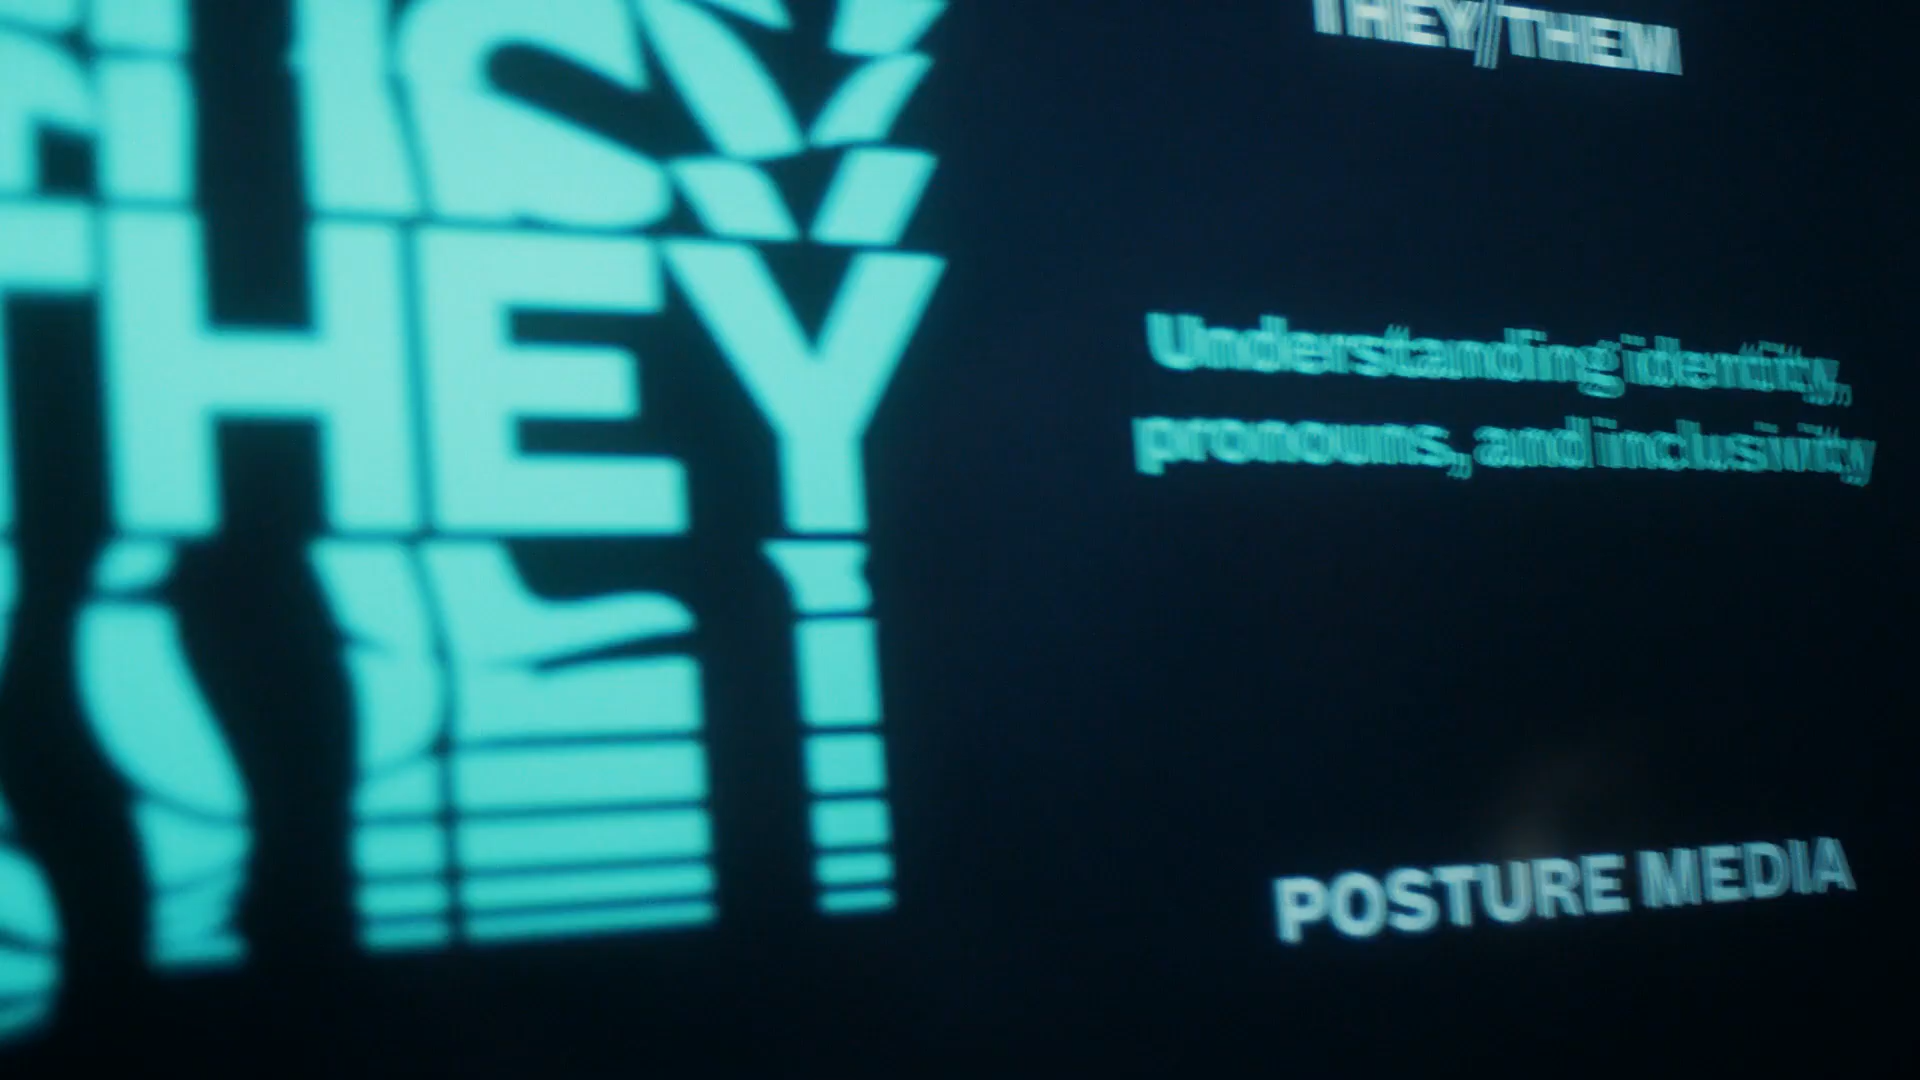 THEY/THEM
THEY
Understanding identity,
pronouns, and inclusivity
POSTURE MEDIA